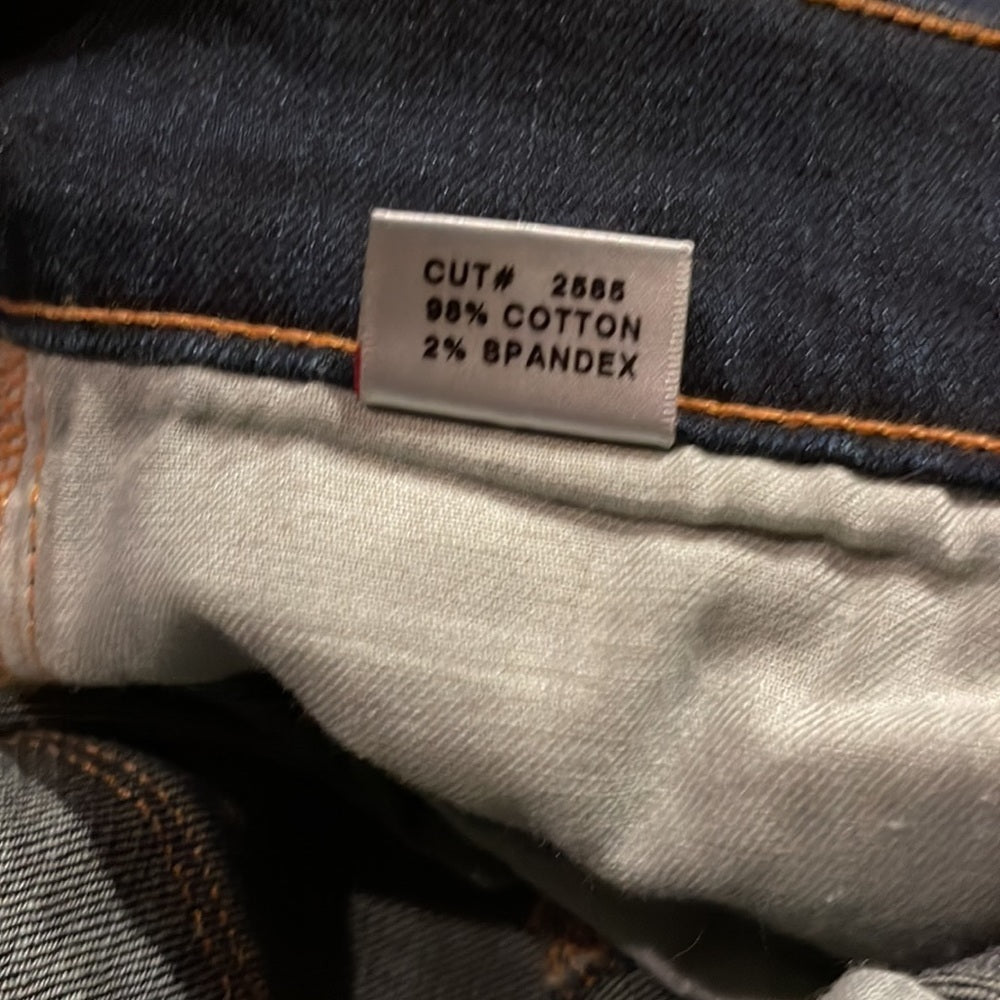 CUT# 2585
98% COTTON
2% SPANDEX